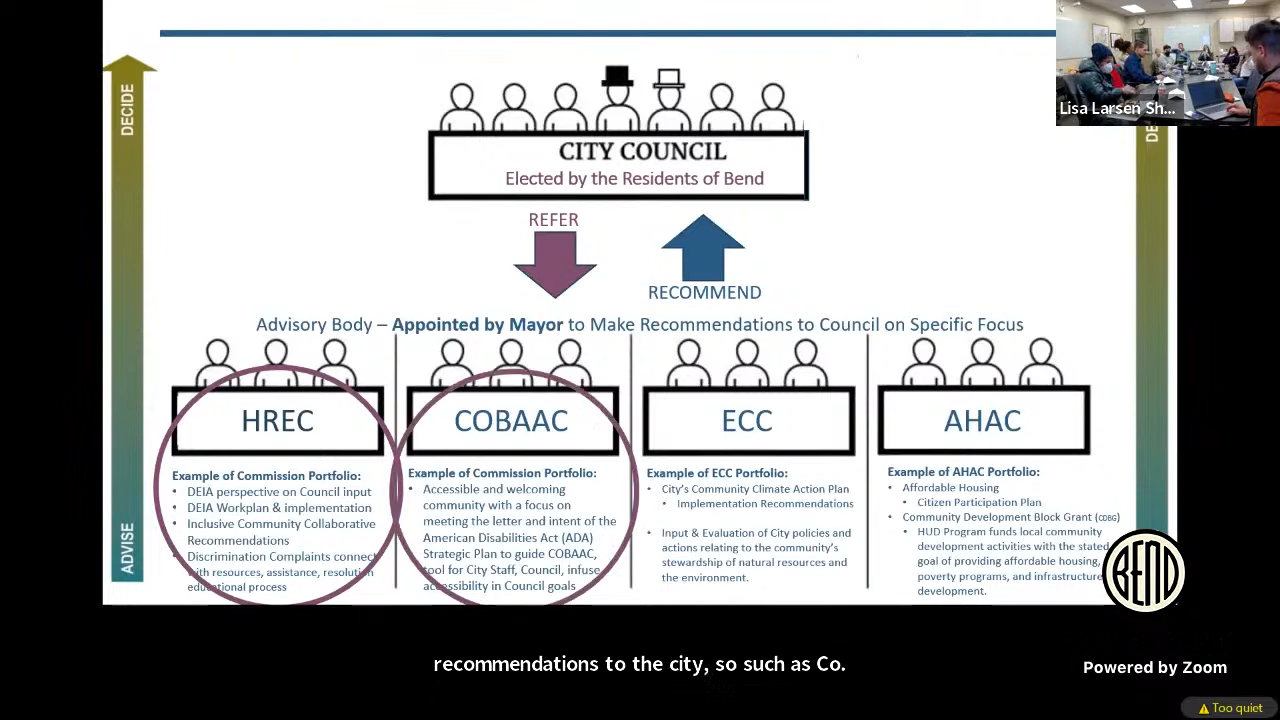 DECIDE
CITY COUNCIL
Elected by the Residents of Bend
REFER
RECOMMEND
Advisory Body – Appointed by Mayor to Make Recommendations to Council on Specific Focus
HREC
Example of Commission Portfolio:
• DEIA perspective on Council input
• DEIA Workplan & implementation
• Inclusive Community Collaborative
Recommendations
• Discrimination Complaints connect
with resources, assistance, resolution
educational process
COBAAC
Example of Commission Portfolio:
• Accessible and welcoming
community with a focus on
meeting the letter and intent of the
American Disabilities Act (ADA)
Strategic Plan to guide COBAAC,
tool for City Staff, Council, infuse
accessibility in Council goals
ECC
Example of ECC Portfolio:
• City's Community Climate Action Plan
• Implementation Recommendations
• Input & Evaluation of City policies and
actions relating to the community's
stewardship of natural resources and
the environment.
AHAC
Example of AHAC Portfolio:
• Affordable Housing
• Citizen Participation Plan
• Community Development Block Grant (CDBG)
• HUD Program funds local community
development activities with the stated
goal of providing affordable housing,
poverty programs, and infrastructure
development.
ADVISE
Lisa Larsen Sh...
DE
BEND
recommendations to the city, so such as Co.
Powered by Zoom
Too quiet